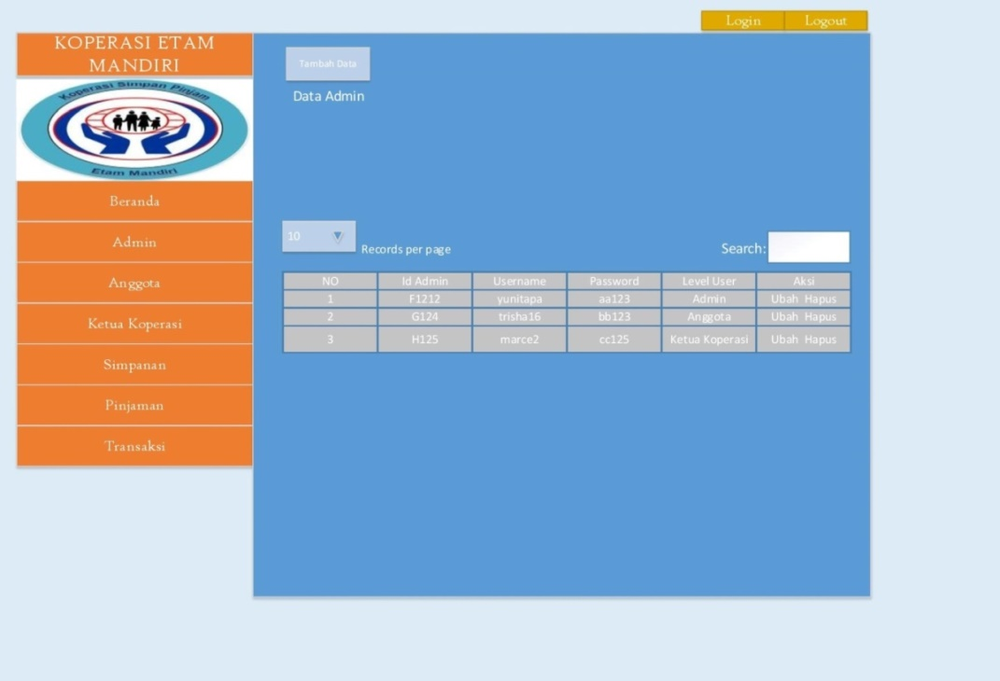 Login Logout
KOPERASI ETAM
MANDIRI
Koperasi Simpan Pinjam
Etam Mandiri
Beranda
Admin
Anggota
Ketua Koperasi
Simpanan
Pinjaman
Transaksi
Tambah Data
Data Admin
10 Records per page
Search:
NO Id Admin Username Password Level User Aksi
1 F1212 yunitapa aa123 Admin Ubah Hapus
2 G124 trisha16 bb123 Anggota Ubah Hapus
3 H125 marce2 cc125 Ketua Koperasi Ubah Hapus